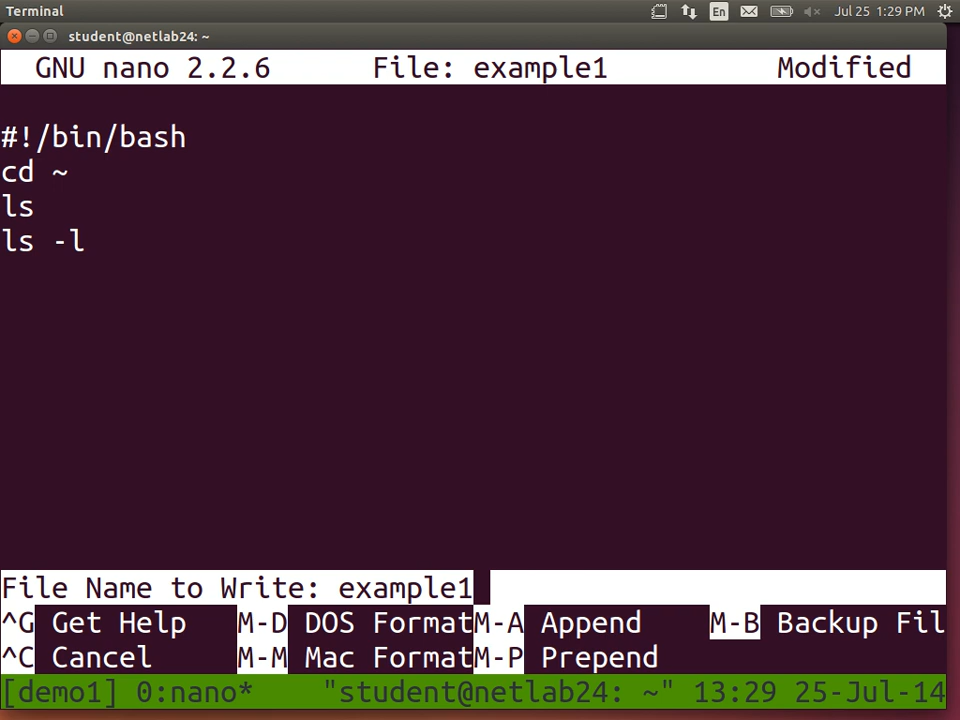 Terminal
En
Jul 25 1:29 PM
student@netlab24: ~
GNU nano 2.2.6 File: example1 Modified
#!/bin/bash
cd ~
ls
ls -l
File Name to Write: example1
^G Get Help M-D DOS Format M-A Append M-B Backup Fil
^C Cancel M-M Mac Format M-P Prepend
[demo1] 0:nano* "student@netlab24: ~" 13:29 25-Jul-14